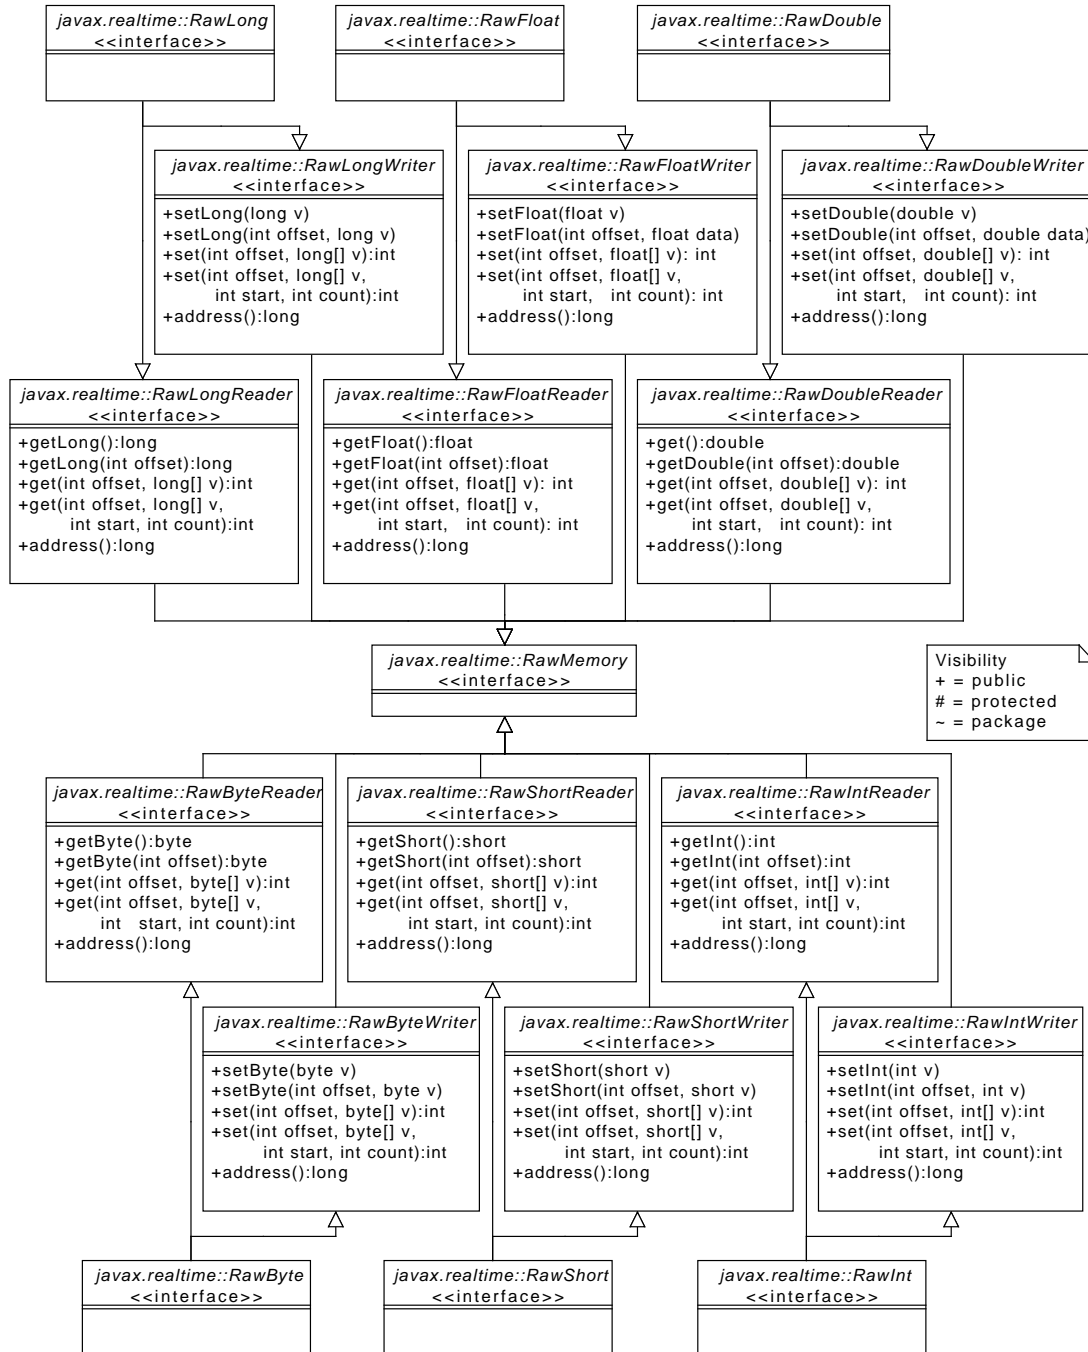 javax.realtime::RawLong
<<interface>>
javax.realtime::RawFloat
<<interface>>
javax.realtime::RawDouble
<<interface>>
javax.realtime::RawLongWriter
<<interface>>
+setLong(long v)
+setLong(int offset, long v)
+set(int offset, long[] v):int
+set(int offset, long[] v,
int start, int count):int
+address():long
javax.realtime::RawFloatWriter
<<interface>>
+setFloat(float v)
+setFloat(int offset, float data)
+set(int offset, float[] v): int
+set(int offset, float[] v,
int start, int count): int
+address():long
javax.realtime::RawDoubleWriter
<<interface>>
+setDouble(double v)
+setDouble(int offset, double data)
+set(int offset, double[] v): int
+set(int offset, double[] v,
int start, int count): int
+address():long
javax.realtime::RawLongReader
<<interface>>
+getLong():long
+getLong(int offset):long
+get(int offset, long[] v):int
+get(int offset, long[] v,
int start, int count):int
+address():long
javax.realtime::RawFloatReader
<<interface>>
+getFloat():float
+getFloat(int offset):float
+get(int offset, float[] v): int
+get(int offset, float[] v,
int start, int count): int
+address():long
javax.realtime::RawDoubleReader
<<interface>>
+get():double
+getDouble(int offset):double
+get(int offset, double[] v): int
+get(int offset, double[] v,
int start, int count): int
+address():long
javax.realtime::RawMemory
<<interface>>
Visibility
+ = public
# = protected
~ = package
javax.realtime::RawByteReader
<<interface>>
+getByte():byte
+getByte(int offset):byte
+get(int offset, byte[] v):int
+get(int offset, byte[] v,
int start, int count):int
+address():long
javax.realtime::RawShortReader
<<interface>>
+getShort():short
+getShort(int offset):short
+get(int offset, short[] v):int
+get(int offset, short[] v,
int start, int count):int
+address():long
javax.realtime::RawIntReader
<<interface>>
+getInt():int
+getInt(int offset):int
+get(int offset, int[] v):int
+get(int offset, int[] v,
int start, int count):int
+address():long
javax.realtime::RawByteWriter
<<interface>>
+setByte(byte v)
+setByte(int offset, byte v)
+set(int offset, byte[] v):int
+set(int offset, byte[] v,
int start, int count):int
+address():long
javax.realtime::RawShortWriter
<<interface>>
+setShort(short v)
+setShort(int offset, short v)
+set(int offset, short[] v):int
+set(int offset, short[] v,
int start, int count):int
+address():long
javax.realtime::RawIntWriter
<<interface>>
+setInt(int v)
+setInt(int offset, int v)
+set(int offset, int[] v):int
+set(int offset, int[] v,
int start, int count):int
+address():long
javax.realtime::RawByte
<<interface>>
javax.realtime::RawShort
<<interface>>
javax.realtime::RawInt
<<interface>>